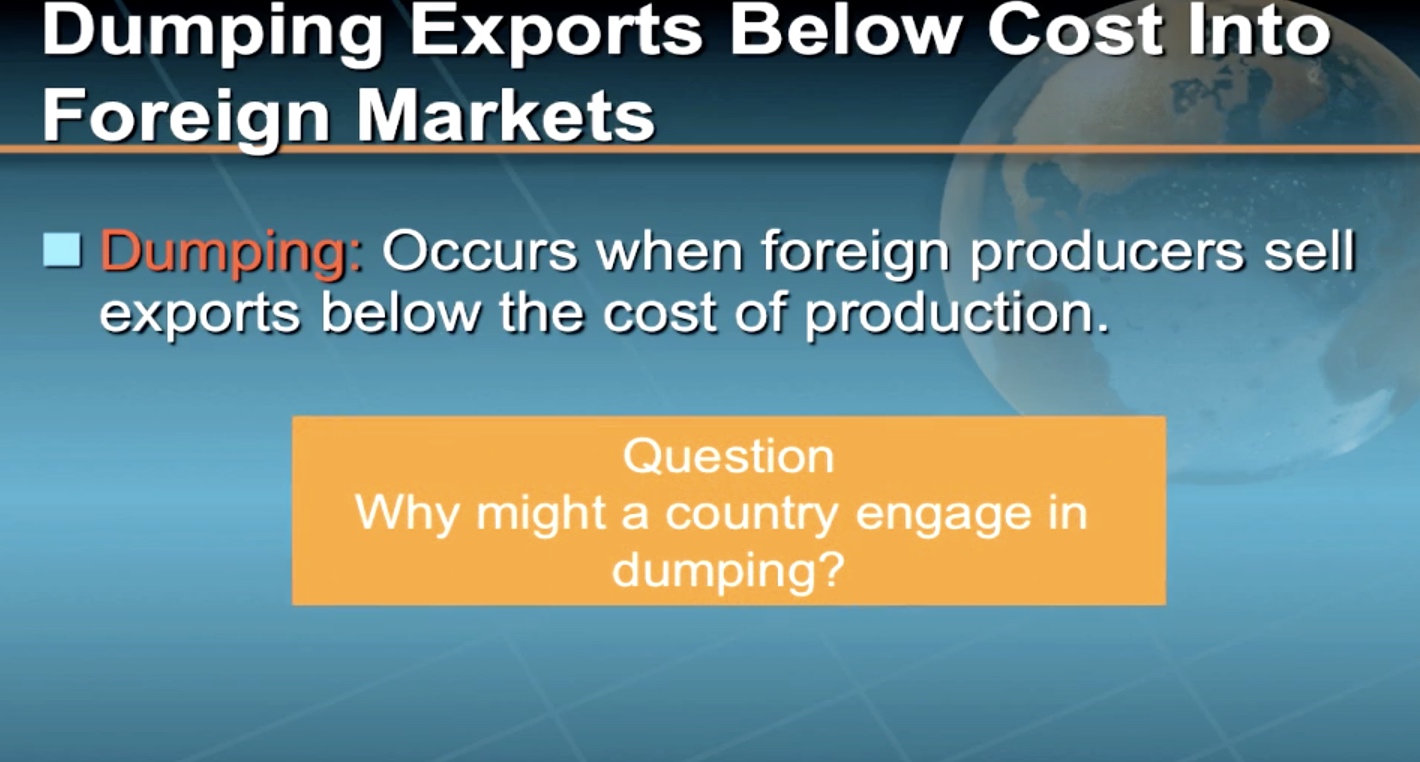 Dumping Exports Below Cost Into
Foreign Markets
Dumping: Occurs when foreign producers sell
exports below the cost of production.
Question
Why might a country engage in
dumping?